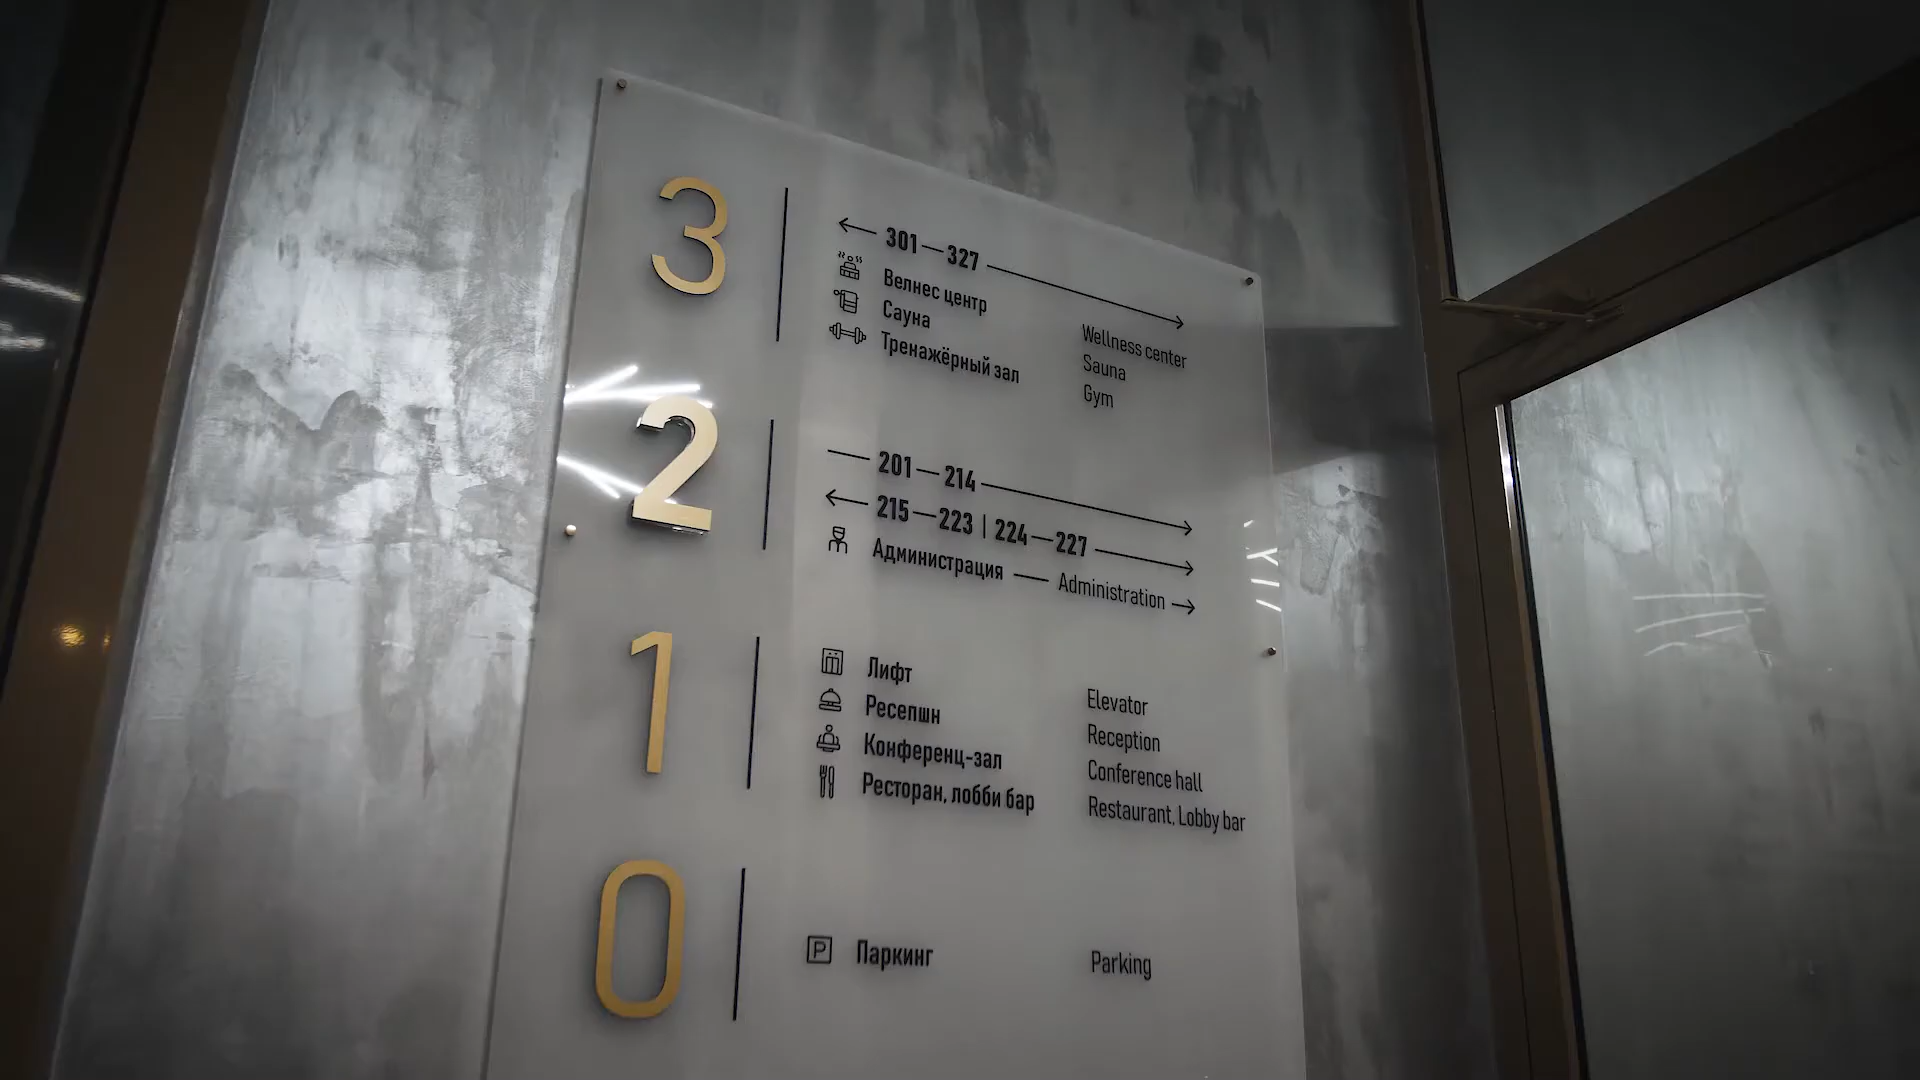 3
← 301—327 →
Велнес центр Wellness center
Сауна Sauna
Тренажёрный зал Gym
2
— 201—214 →
← 215—223 | 224—227 →
Администрация — Administration →
1
Лифт Elevator
Ресепшн Reception
Конференц-зал Conference hall
Ресторан, лобби бар Restaurant, Lobby bar
0
P Паркинг Parking